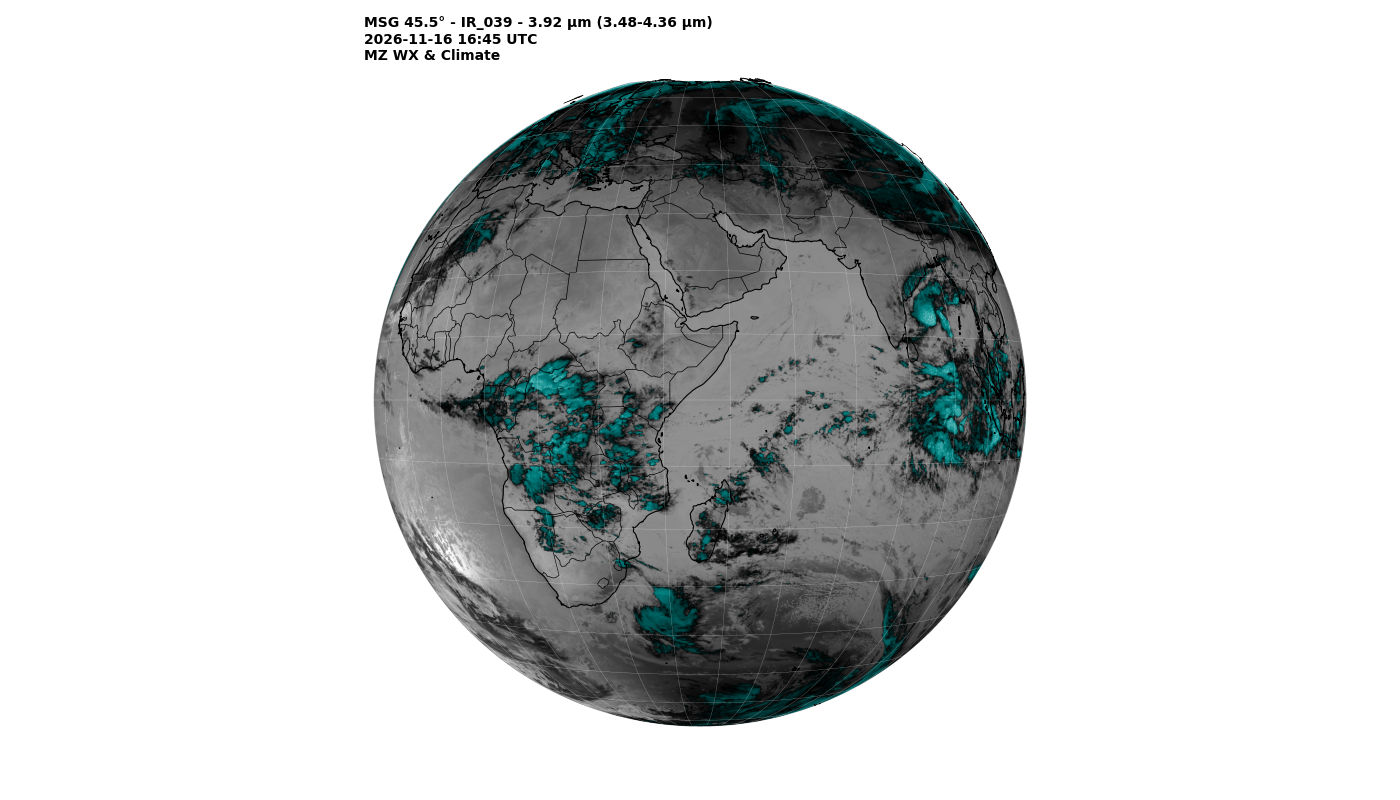 MSG 45.5° - IR_039 - 3.92 μm (3.48-4.36 μm)
2026-11-16 16:45 UTC
MZ WX & Climate